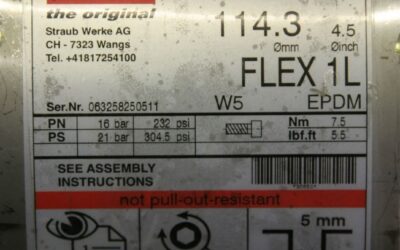 the original
Straub Werke AG
CH - 7323 Wangs
Tel. +41817254100
114.3 4.5
Ømm Øinch
FLEX 1L
Ser.Nr. 063258250511 W5 EPDM
PN 16 bar 232 psi Nm 7.5
PS 21 bar 304.5 psi lbf.ft 5.5
SEE ASSEMBLY
INSTRUCTIONS
not pull-out-resistant
5 mm